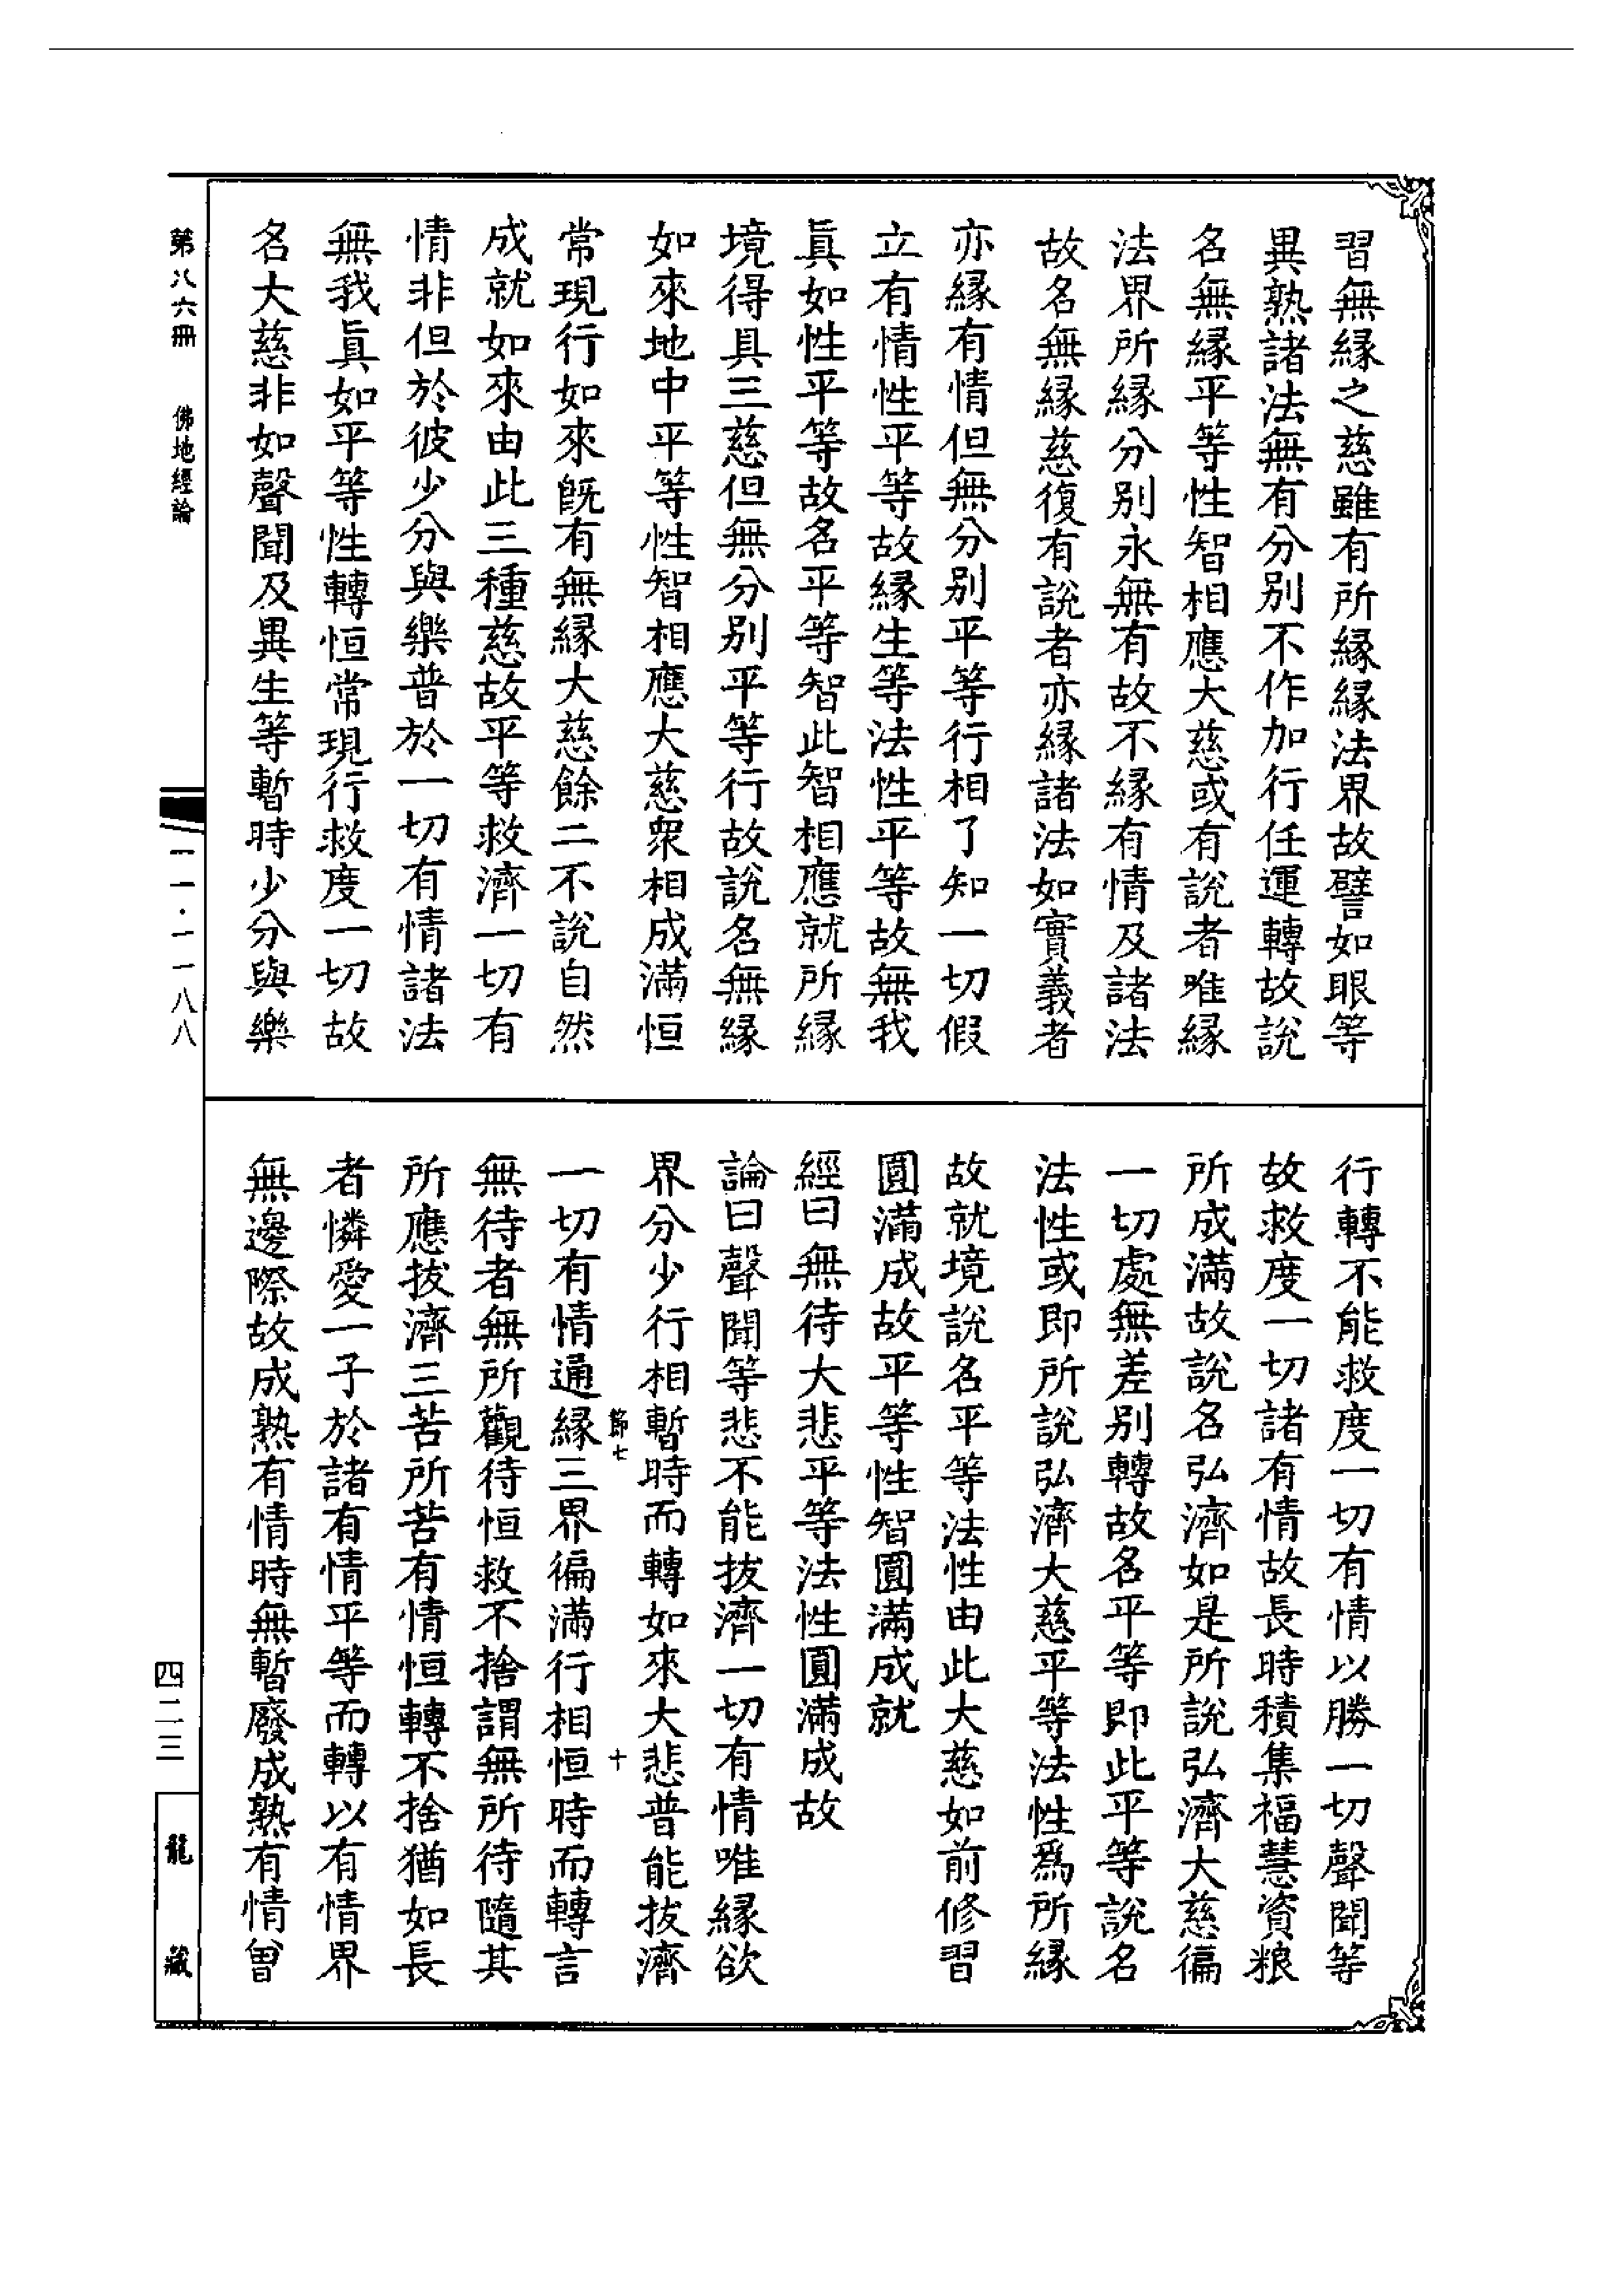 習無緣之慈雖有所緣緣法界故譬如眼等
異熟諸法無有分別不作加行任運轉故說
名無緣平等性智相應大慈或有說者唯緣
法界所緣分別永無有故不緣有情及諸法
故名無緣慈復有說者亦緣諸法如實義者
亦緣有情但無分別平等行相了知一切假
立有情性平等故緣生等法性平等故無我
真如性平等故名平等智此智相應就所緣
境得具三慈但無分別平等行故說名無緣
如來地中平等性智相應大慈衆相成滿恒
常現行如來既有無緣大慈餘二不說自然
成就如來由此三種慈故平等救濟一切有
情非但於彼少分與樂普於一切有情諸法
無我真如平等性轉恒常現行救度一切故
名大慈非如聲聞及異生等暫時少分與樂
行轉不能救度一切有情以勝一切聲聞等
故救度一切諸有情故長時積集福慧資粮
所成滿故說名弘濟如是所說弘濟大慈徧
一切處無差別轉故名平等即此平等說名
法性或即所說弘濟大慈平等法性爲所緣
故就境說名平等法性由此大慈如前修習
圓滿成故平等性智圓滿成就
經曰無待大悲平等法性圓滿成故
論曰聲聞等悲不能拔濟一切有情唯緣欲
界分少行相暫時而轉如來大悲普能拔濟
節七 十
一切有情通緣三界徧滿行相恒時而轉言
無待者無所觀待恒救不捨謂無所待隨其
所應拔濟三苦所苦有情恒轉不捨猶如長
者憐愛一子於諸有情平等而轉以有情界
無邊際故成熟有情時無暫廢成熟有情曾
第八六冊 佛地經論
一一·一一八八
四二三
龍藏